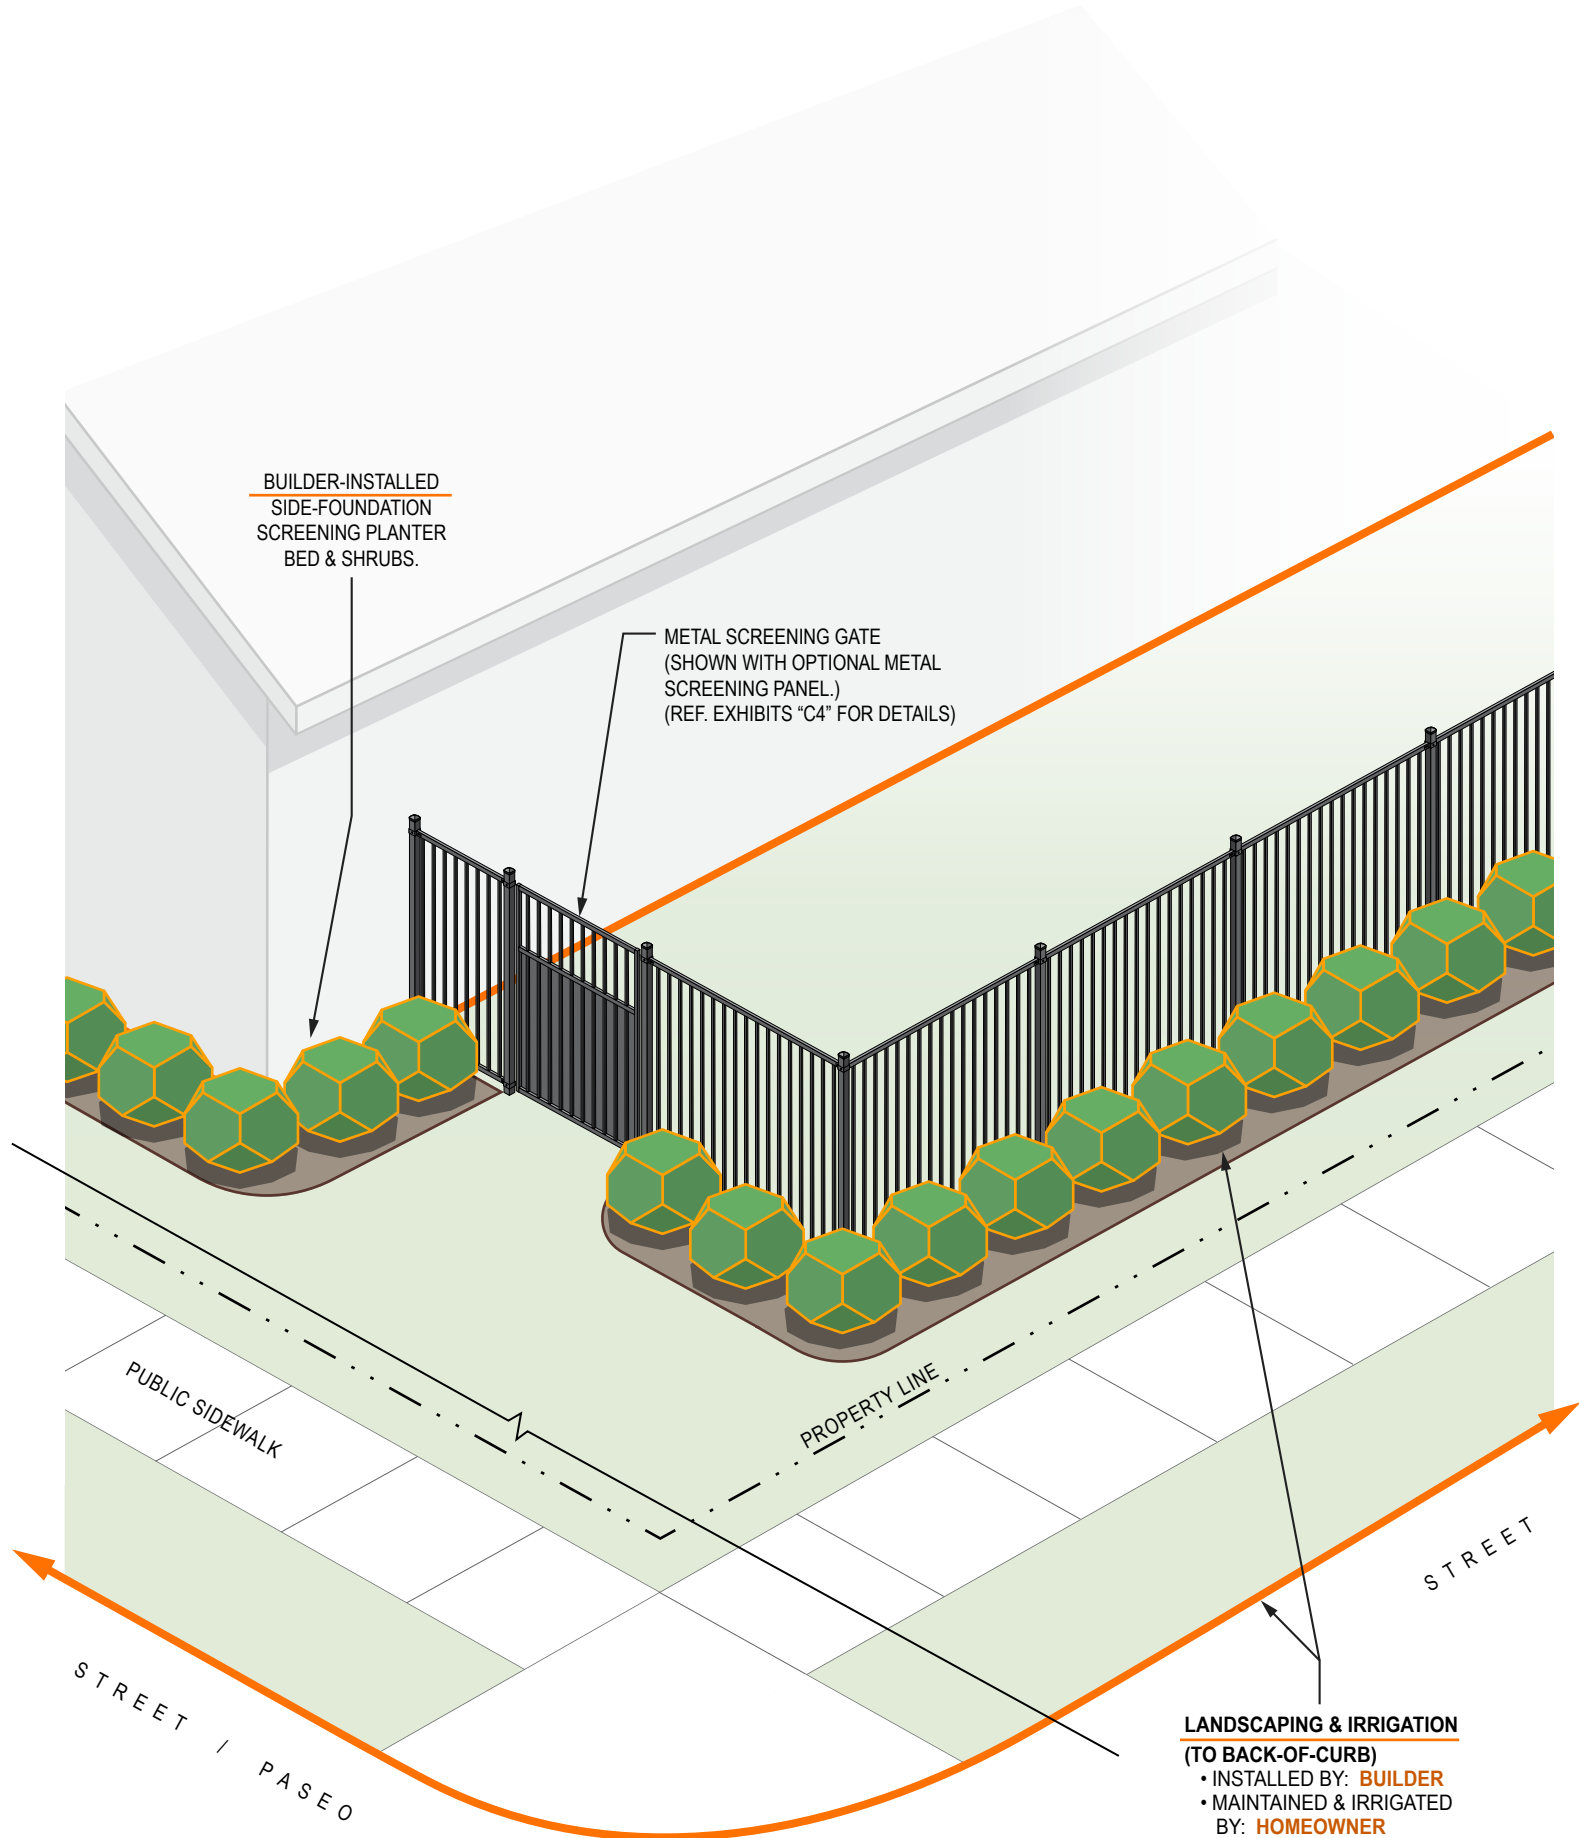 BUILDER-INSTALLED
SIDE-FOUNDATION
SCREENING PLANTER
BED & SHRUBS.
METAL SCREENING GATE
(SHOWN WITH OPTIONAL METAL
SCREENING PANEL.)
(REF. EXHIBITS “C4” FOR DETAILS)
PUBLIC SIDEWALK
PROPERTY LINE
STREET
STREET / PASEO
LANDSCAPING & IRRIGATION
(TO BACK-OF-CURB)
• INSTALLED BY: BUILDER
• MAINTAINED & IRRIGATED
BY: HOMEOWNER